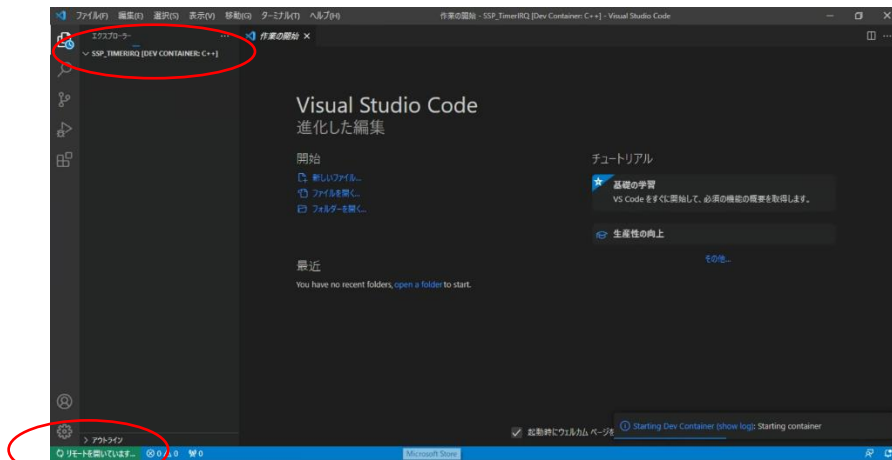 ファイル(F) 編集(E) 選択(S) 表示(V) 移動(G) ターミナル(T) ヘルプ(H)
作業の開始 - SSP_TimerIRQ [Dev Container: C++] - Visual Studio Code
エクスプローラー
作業の開始
SSP_TIMERIRQ [DEV CONTAINER: C++]
Visual Studio Code
進化した編集
開始
新しいファイル...
ファイルを開く...
フォルダーを開く...
チュートリアル
基礎の学習
VS Code をすぐに開始して、必須の機能の概要を取得します。
生産性の向上
その他...
最近
You have no recent folders, open a folder to start.
起動時にウェルカム ページを
Starting Dev Container (show log): Starting container
アウトライン
リモートを開いています...
0
0
0
Microsoft Store